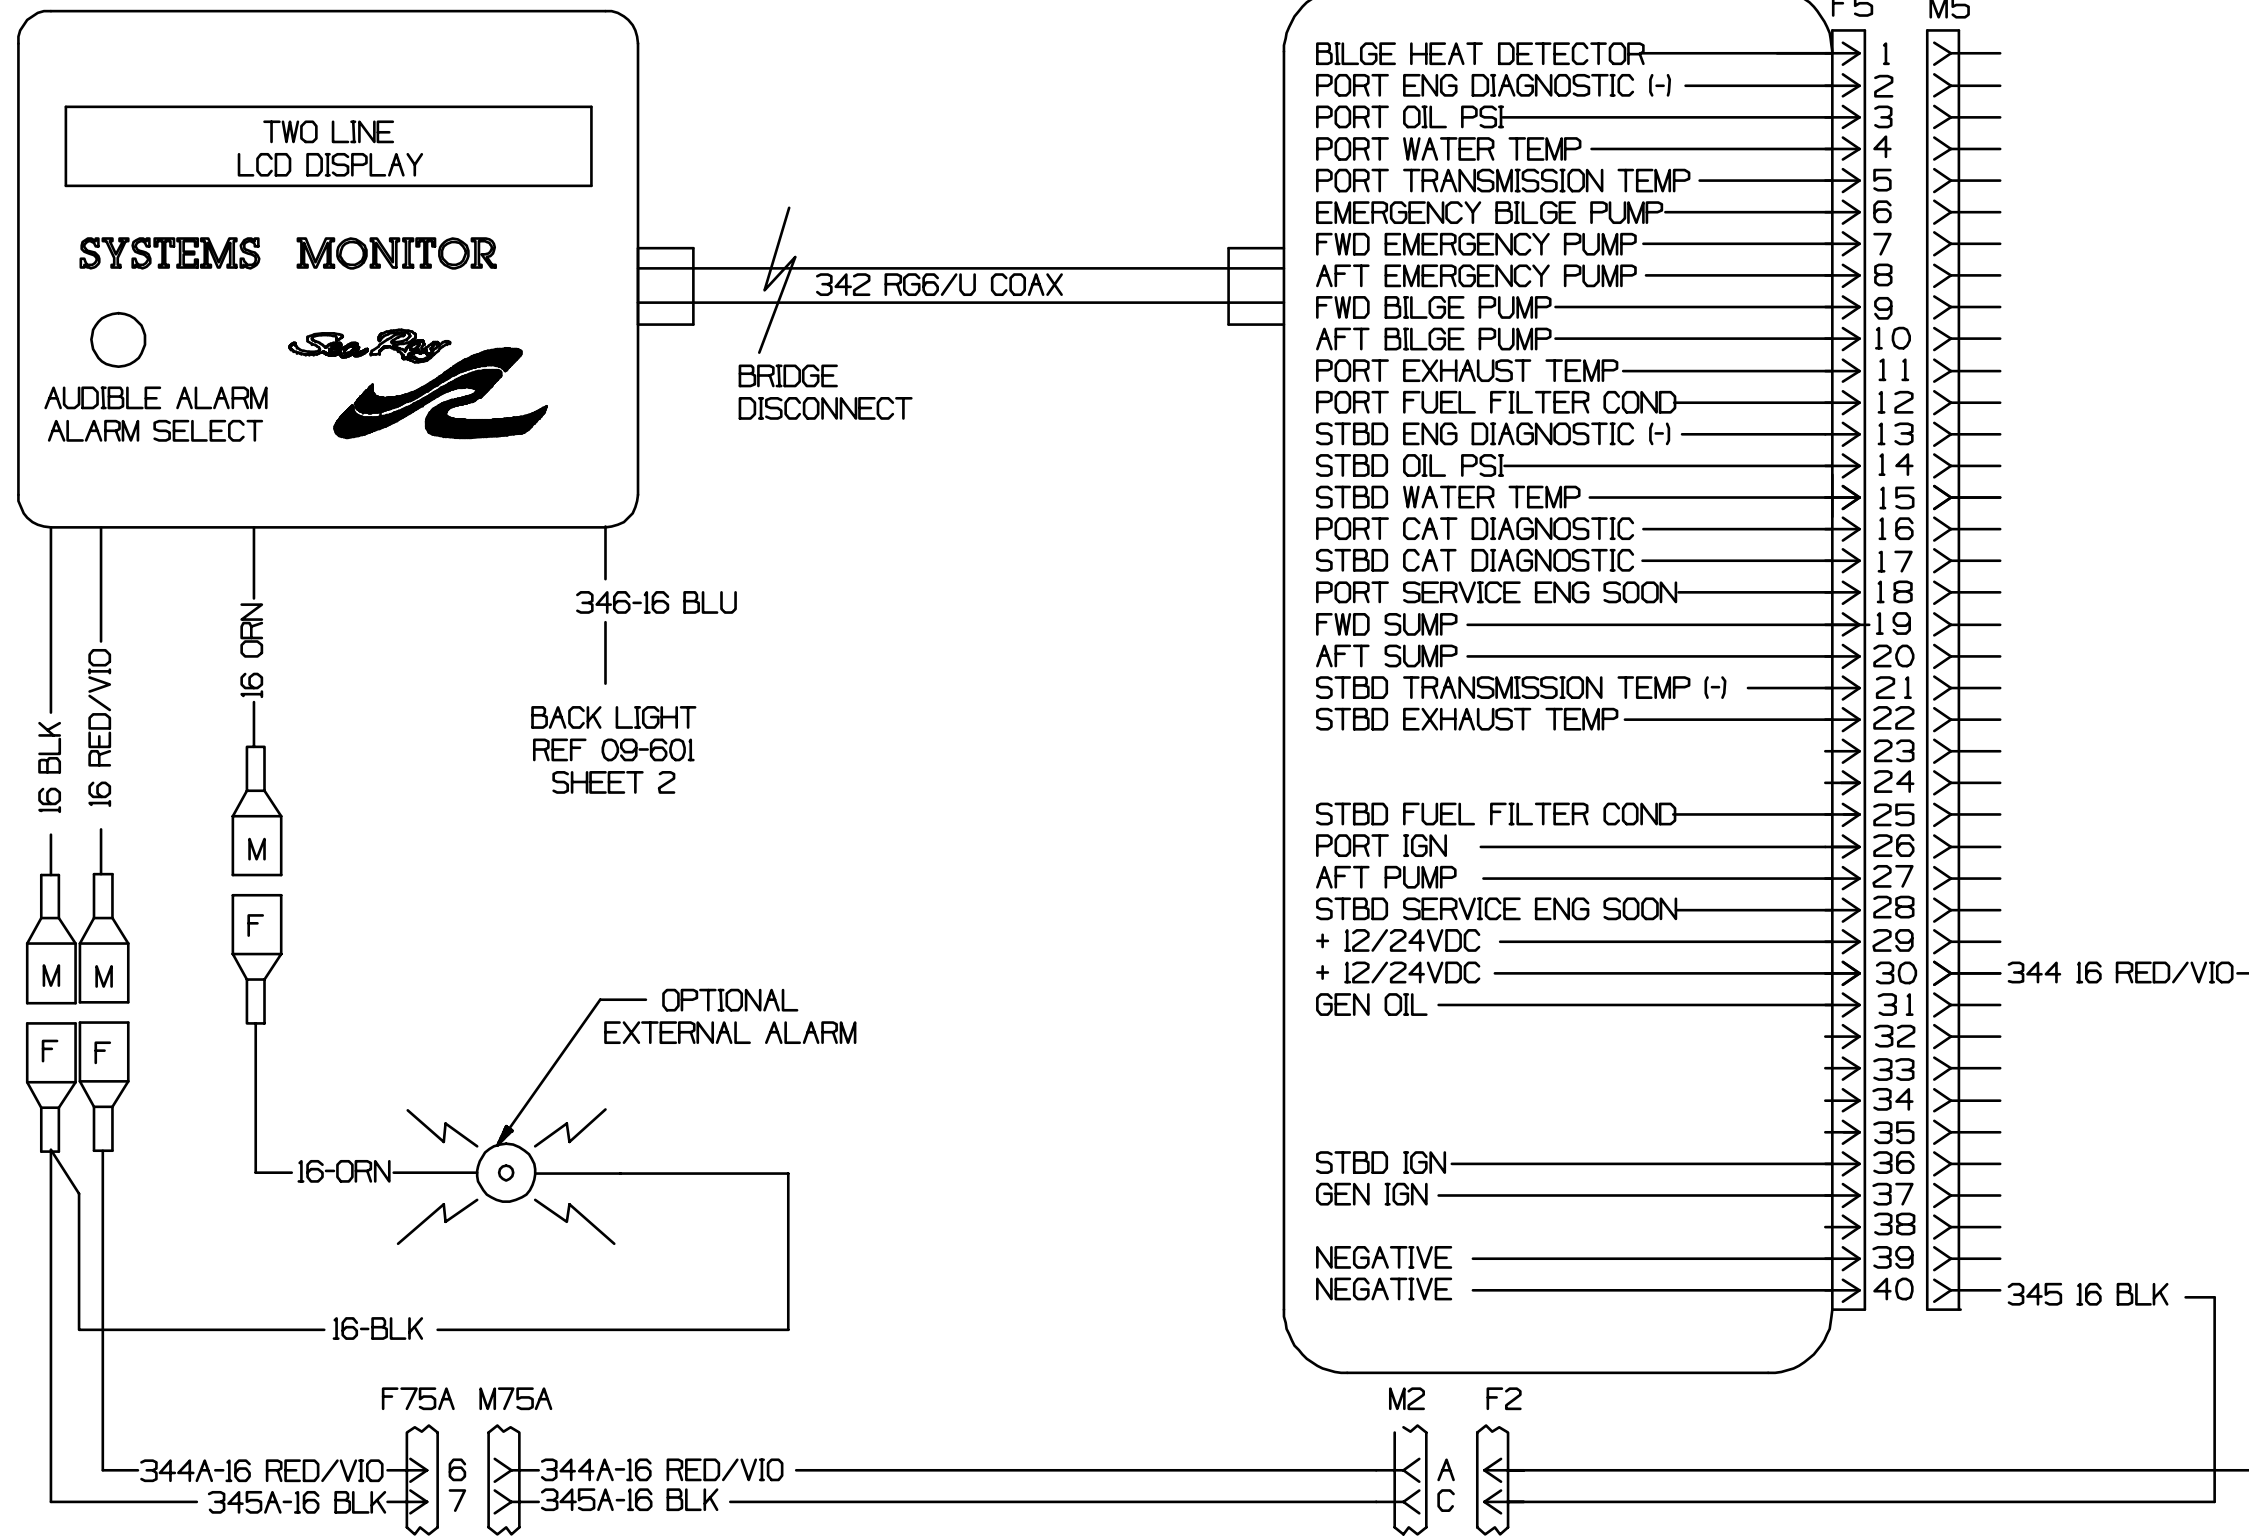 TWO LINE
LCD DISPLAY
SYSTEMS MONITOR
Sea Ray
AUDIBLE ALARM
ALARM SELECT
342 RG6/U COAX
BRIDGE
DISCONNECT
16 BLK
16 RED/VIO
16 ORN
346-16 BLU
BACK LIGHT
REF 09-601
SHEET 2
M
F
M
M
F
F
OPTIONAL
EXTERNAL ALARM
16-ORN
16-BLK
F5
M5
BILGE HEAT DETECTOR 1
PORT ENG DIAGNOSTIC (-) 2
PORT OIL PSI 3
PORT WATER TEMP 4
PORT TRANSMISSION TEMP 5
EMERGENCY BILGE PUMP 6
FWD EMERGENCY PUMP 7
AFT EMERGENCY PUMP 8
FWD BILGE PUMP 9
AFT BILGE PUMP 10
PORT EXHAUST TEMP 11
PORT FUEL FILTER COND 12
STBD ENG DIAGNOSTIC (-) 13
STBD OIL PSI 14
STBD WATER TEMP 15
PORT CAT DIAGNOSTIC 16
STBD CAT DIAGNOSTIC 17
PORT SERVICE ENG SOON 18
FWD SUMP 19
AFT SUMP 20
STBD TRANSMISSION TEMP (-) 21
STBD EXHAUST TEMP 22
23
24
STBD FUEL FILTER COND 25
PORT IGN 26
AFT PUMP 27
STBD SERVICE ENG SOON 28
+ 12/24VDC 29
+ 12/24VDC 30 344 16 RED/VIO
GEN OIL 31
32
33
34
35
STBD IGN 36
GEN IGN 37
38
NEGATIVE 39
NEGATIVE 40 345 16 BLK
F75A M75A M2 F2
344A-16 RED/VIO 6 344A-16 RED/VIO A
345A-16 BLK 7 345A-16 BLK C